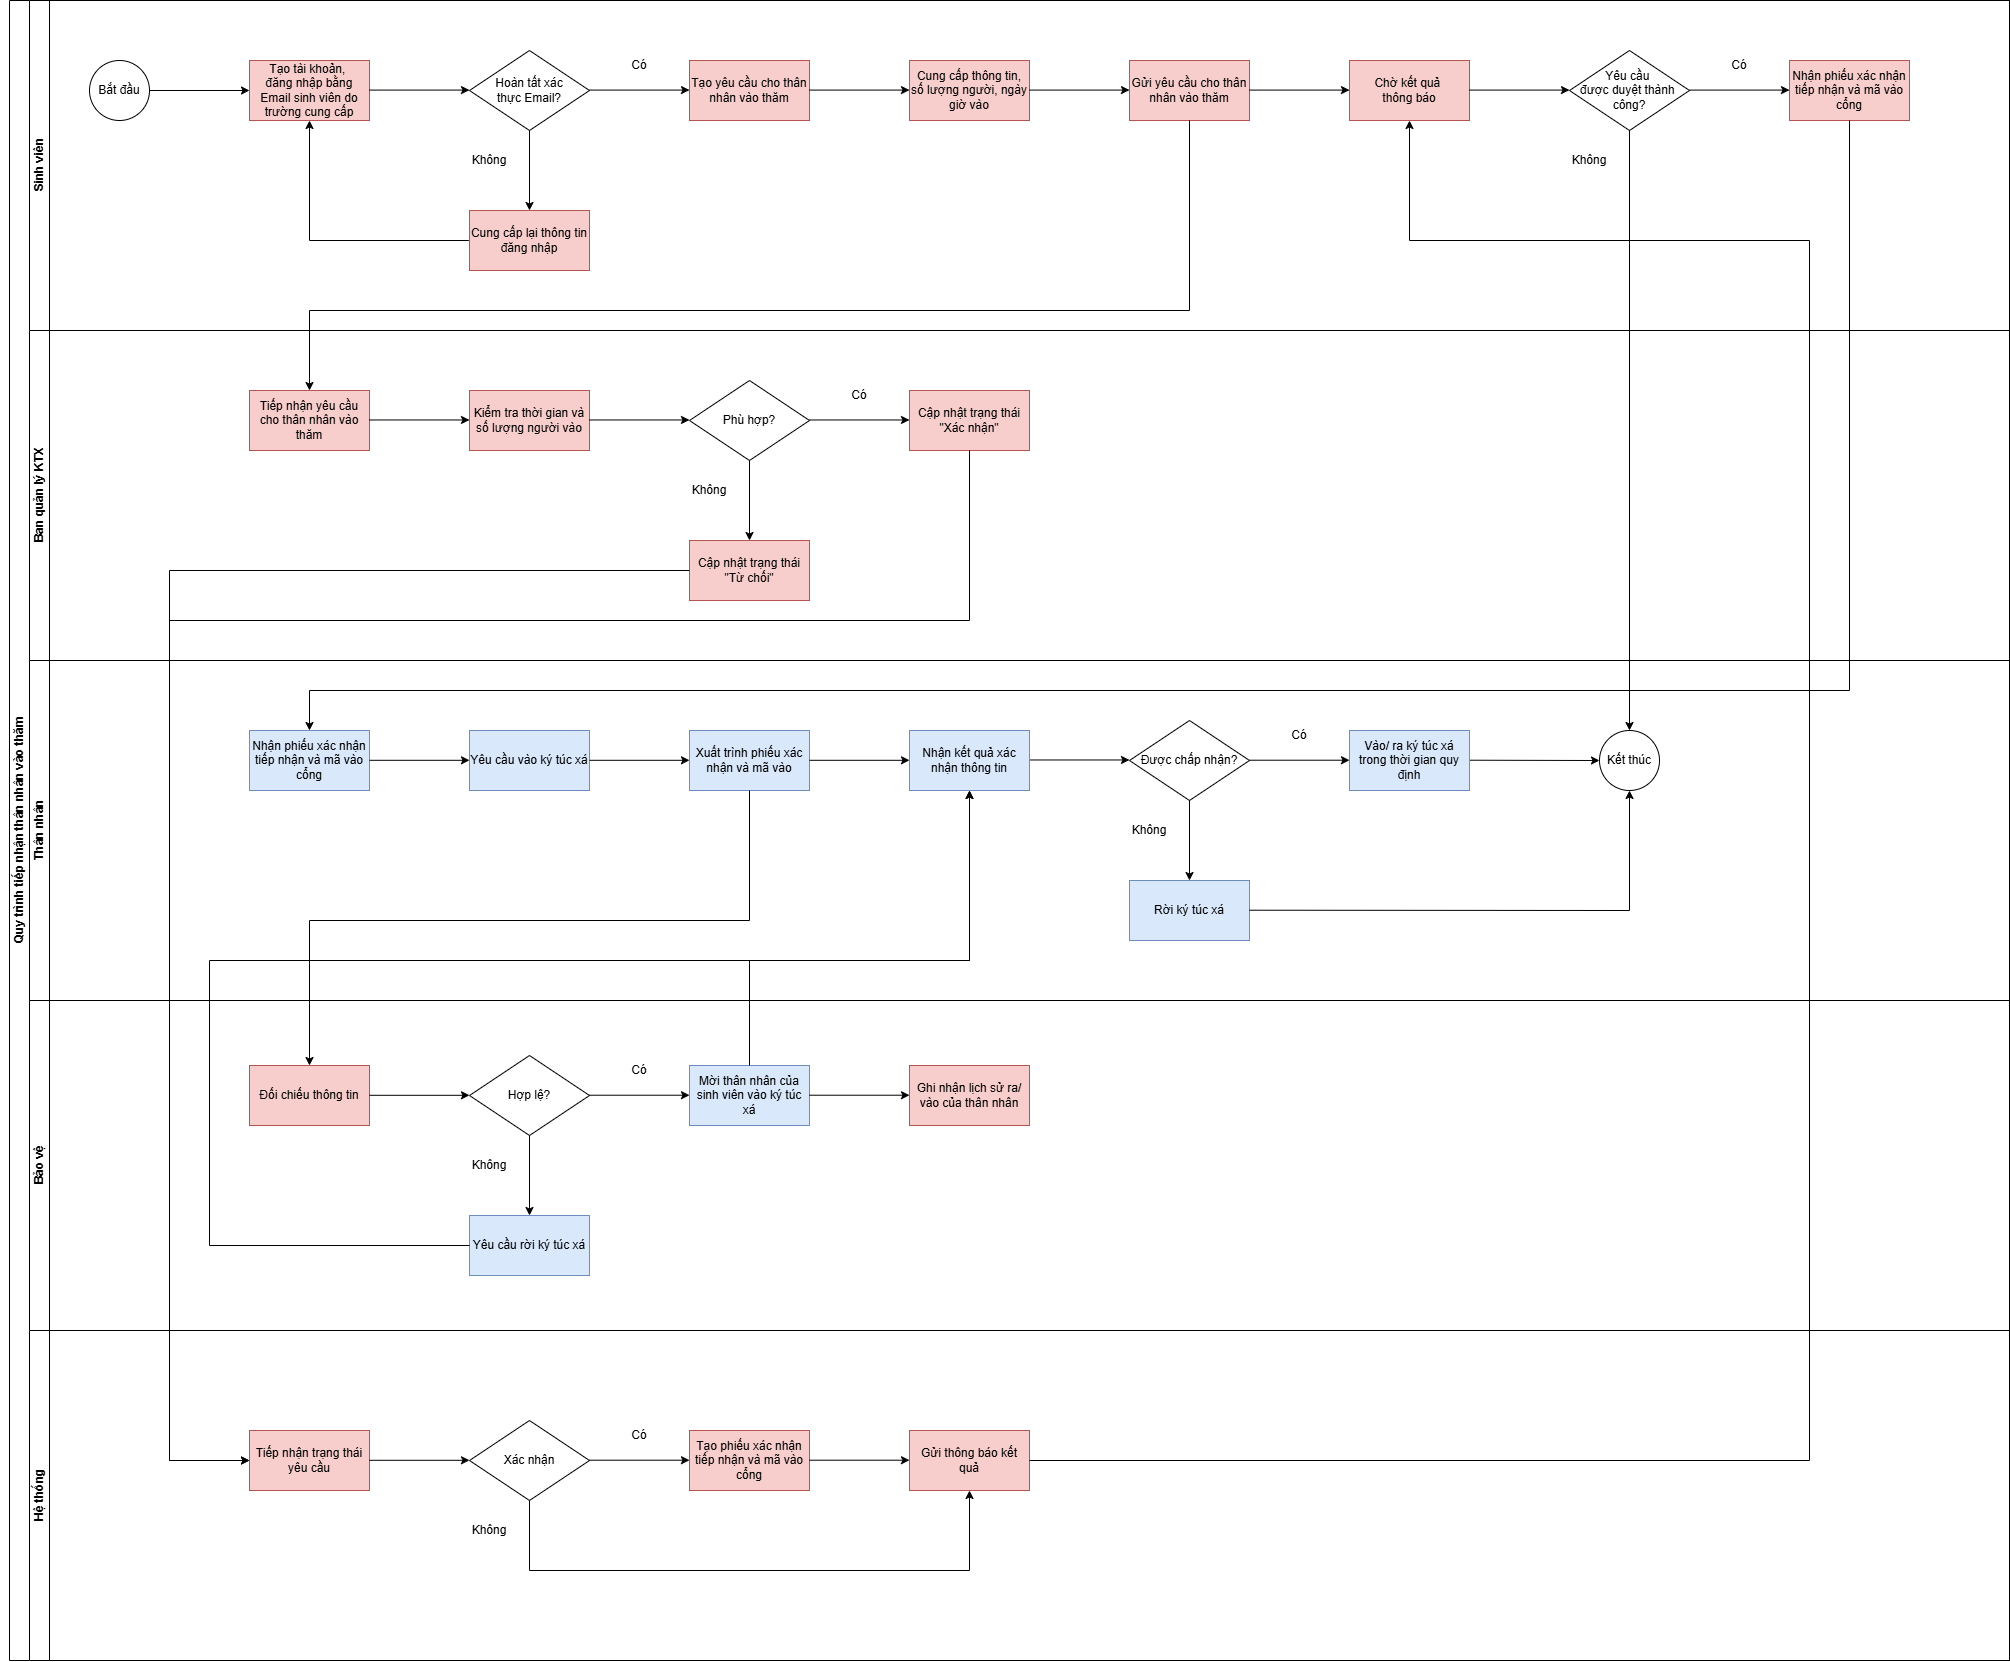 Quy trình tiếp nhận thân nhân vào thăm
Sinh viên
Bắt đầu
Tạo tài khoản,
đăng nhập bằng
Email sinh viên do
trường cung cấp
Hoàn tất xác
thực Email?
Có
Không
Cung cấp lại thông tin
đăng nhập
Tạo yêu cầu cho thân
nhân vào thăm
Cung cấp thông tin,
số lượng người, ngày
giờ vào
Gửi yêu cầu cho thân
nhân vào thăm
Chờ kết quả
thông báo
Yêu cầu
được duyệt thành
công?
Có
Không
Nhận phiếu xác nhận
tiếp nhận và mã vào
cổng
Ban quản lý KTX
Tiếp nhận yêu cầu
cho thân nhân vào
thăm
Kiểm tra thời gian và
số lượng người vào
Phù hợp?
Có
Không
Cập nhật trạng thái
"Xác nhận"
Cập nhật trạng thái
"Từ chối"
Thân nhân
Nhận phiếu xác nhận
tiếp nhận và mã vào
cổng
Yêu cầu vào ký túc xá
Xuất trình phiếu xác
nhận và mã vào
Nhận kết quả xác
nhận thông tin
Được chấp nhận?
Có
Không
Vào/ ra ký túc xá
trong thời gian quy
định
Kết thúc
Rời ký túc xá
Bảo vệ
Đối chiếu thông tin
Hợp lệ?
Có
Không
Mời thân nhân của
sinh viên vào ký túc
xá
Ghi nhận lịch sử ra/
vào của thân nhân
Yêu cầu rời ký túc xá
Hệ thống
Tiếp nhận trạng thái
yêu cầu
Xác nhận
Có
Không
Tạo phiếu xác nhận
tiếp nhận và mã vào
cổng
Gửi thông báo kết
quả